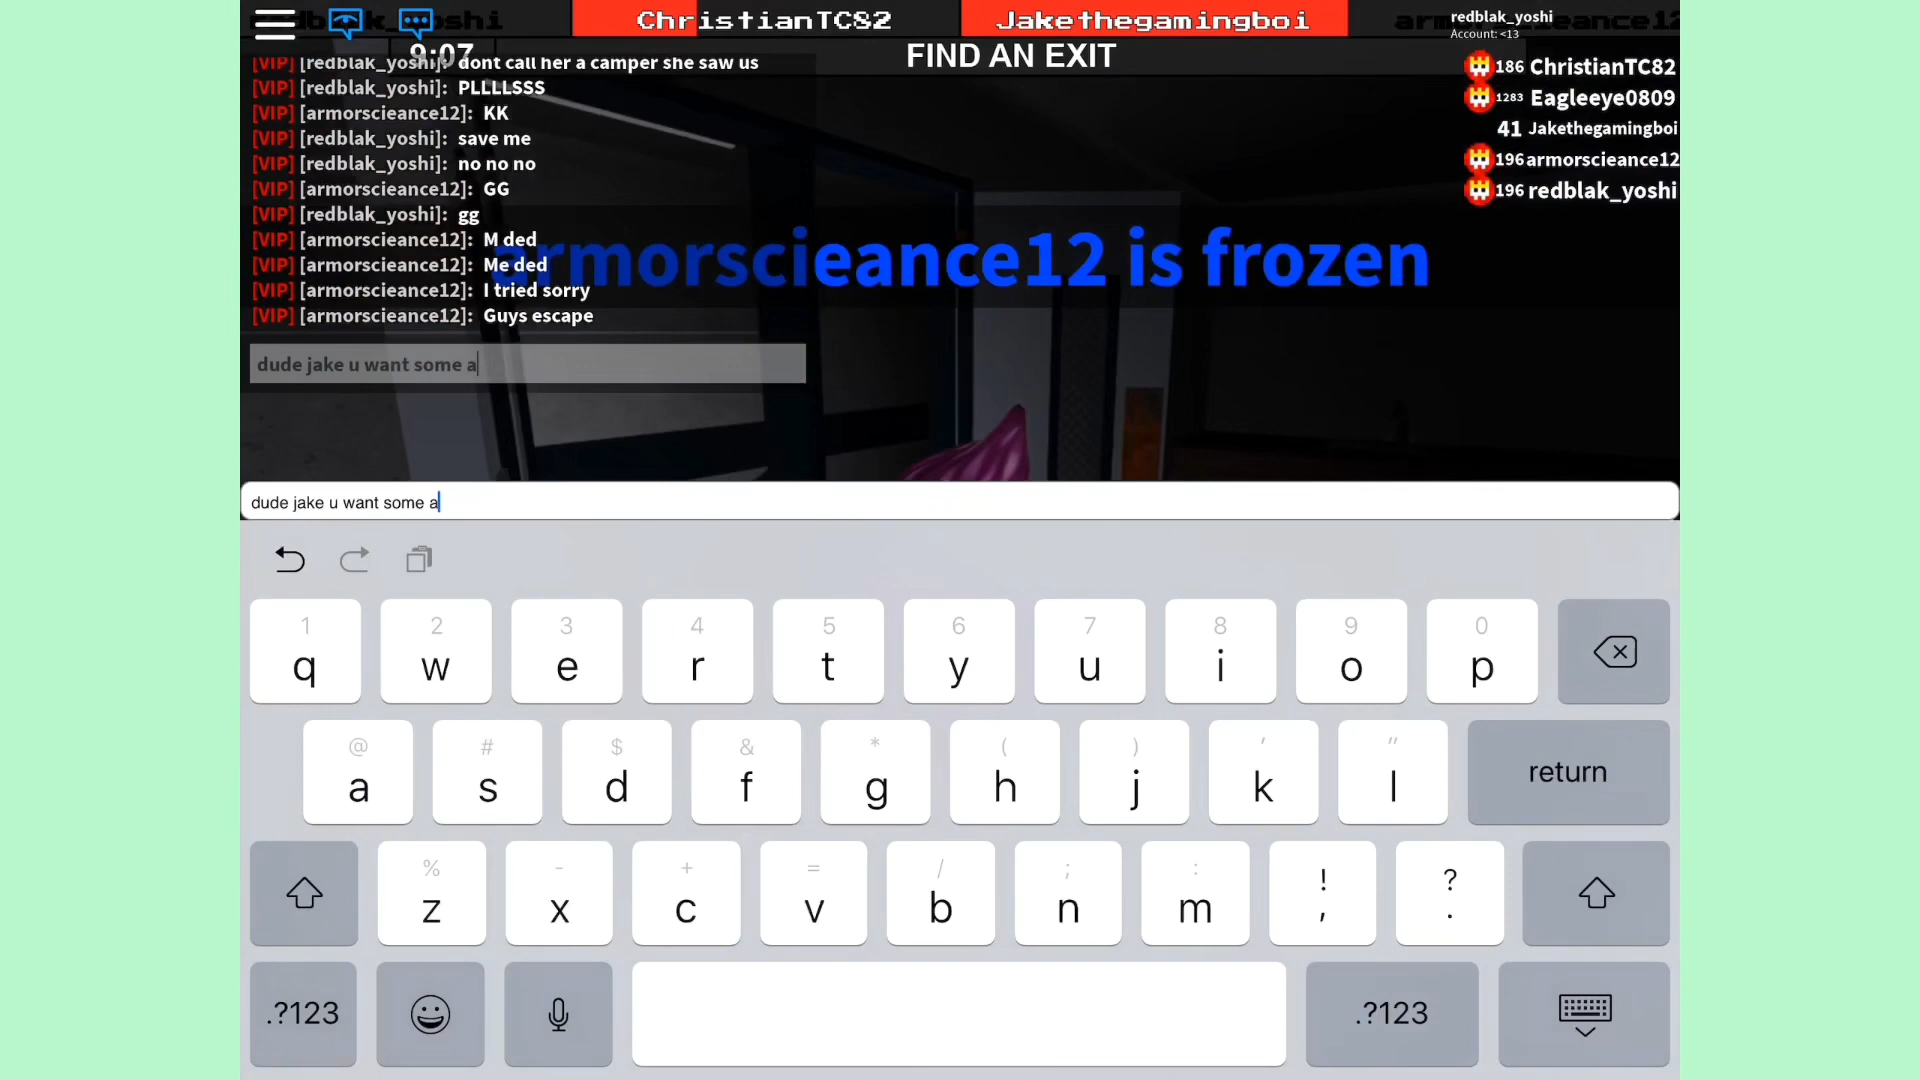 ChristianTC82
Jakethegamingboi
redblak_yoshi
Account: <13
9:07
FIND AN EXIT
186 ChristianTC82
1283 Eagleeye0809
41 Jakethegamingboi
196 armorscieance12
196 redblak_yoshi
[VIP] [redblak_yoshi]: dont call her a camper she saw us
[VIP] [redblak_yoshi]: PLLLLSSS
[VIP] [armorscieance12]: KK
[VIP] [redblak_yoshi]: save me
[VIP] [redblak_yoshi]: no no no
[VIP] [armorscieance12]: GG
[VIP] [redblak_yoshi]: gg
[VIP] [armorscieance12]: M ded
[VIP] [armorscieance12]: Me ded
[VIP] [armorscieance12]: I tried sorry
[VIP] [armorscieance12]: Guys escape
armorscieance12 is frozen
dude jake u want some a
dude jake u want some a
1 2 3 4 5 6 7 8 9 0
q w e r t y u i o p
@ # $ & * ( ) ' "
a s d f g h j k l return
% - + = / ; : ! ?
z x c v b n m , .
.?123 .?123